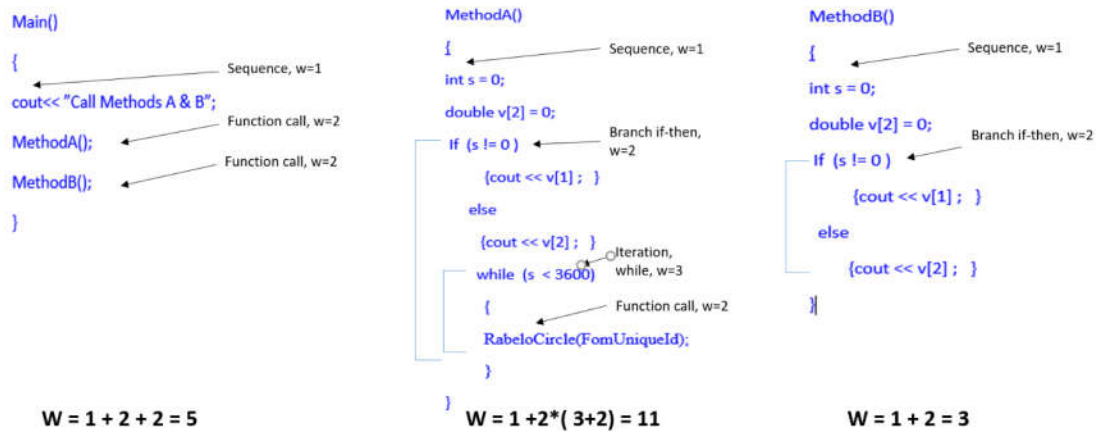 Main()
{
Sequence, w=1
cout<< "Call Methods A & B";
Function call, w=2
MethodA();
Function call, w=2
MethodB();
}
W = 1 + 2 + 2 = 5
MethodA()
{
Sequence, w=1
int s = 0;
double v[2] = 0;
Branch if-then,
w=2
If (s != 0 )
{cout << v[1] ; }
else
{cout << v[2] ; }
Iteration,
while, w=3
while (s < 3600)
{
Function call, w=2
RabeloCircle(FomUniqueId);
}
}
W = 1 +2*( 3+2) = 11
MethodB()
{
Sequence, w=1
int s = 0;
double v[2] = 0;
Branch if-then, w=2
If (s != 0 )
{cout << v[1] ; }
else
{cout << v[2] ; }
}
W = 1 + 2 = 3